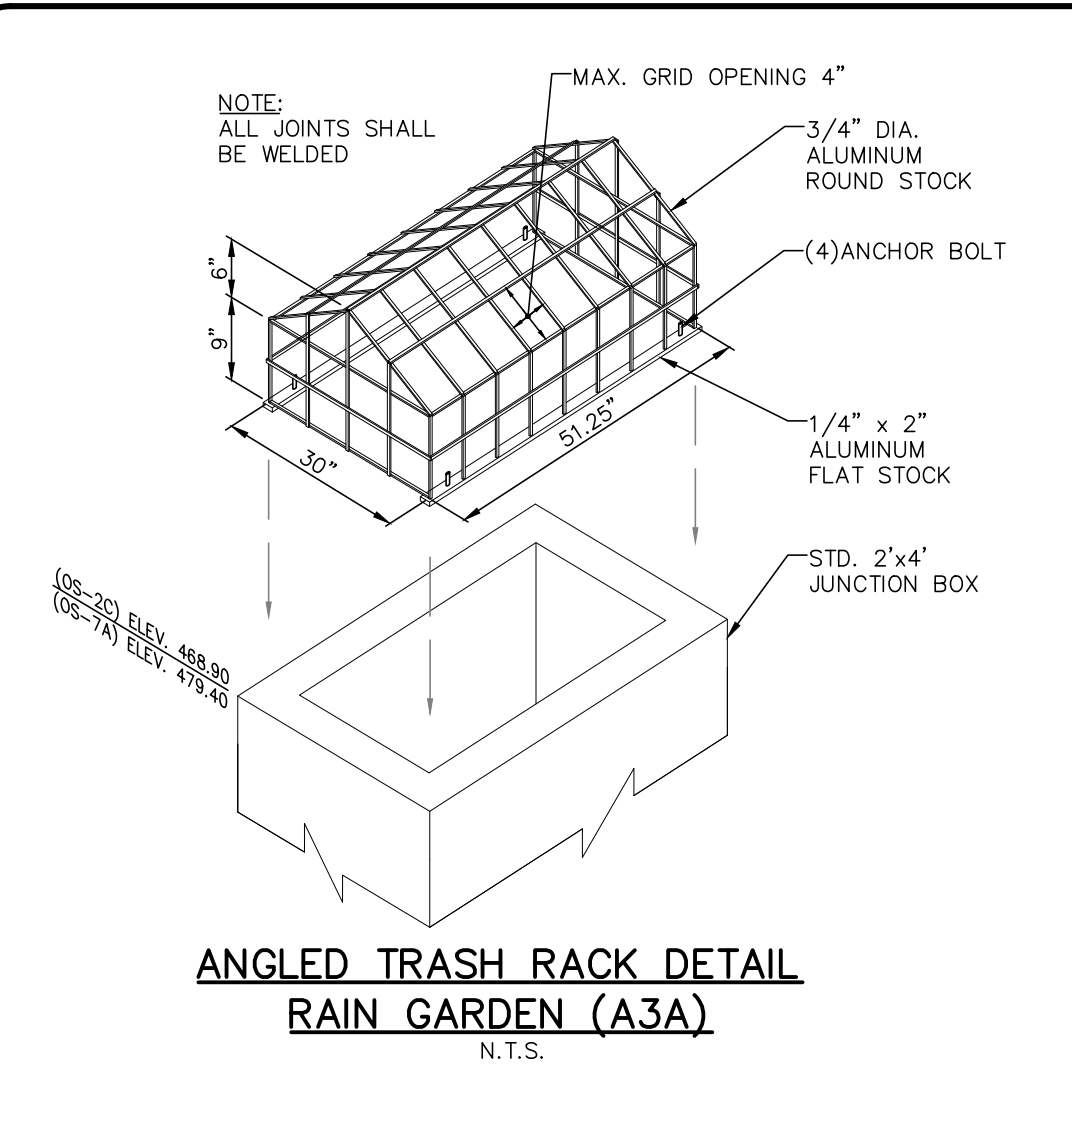 MAX. GRID OPENING 4"
NOTE:
ALL JOINTS SHALL
BE WELDED
3/4" DIA.
ALUMINUM
ROUND STOCK
(4)ANCHOR BOLT
6"
9"
30"
51.25"
1/4" x 2"
ALUMINUM
FLAT STOCK
STD. 2'x4'
JUNCTION BOX
(OS-2C) ELEV. 468.90
(OS-7A) ELEV. 479.40
ANGLED TRASH RACK DETAIL
RAIN GARDEN (A3A)
N.T.S.